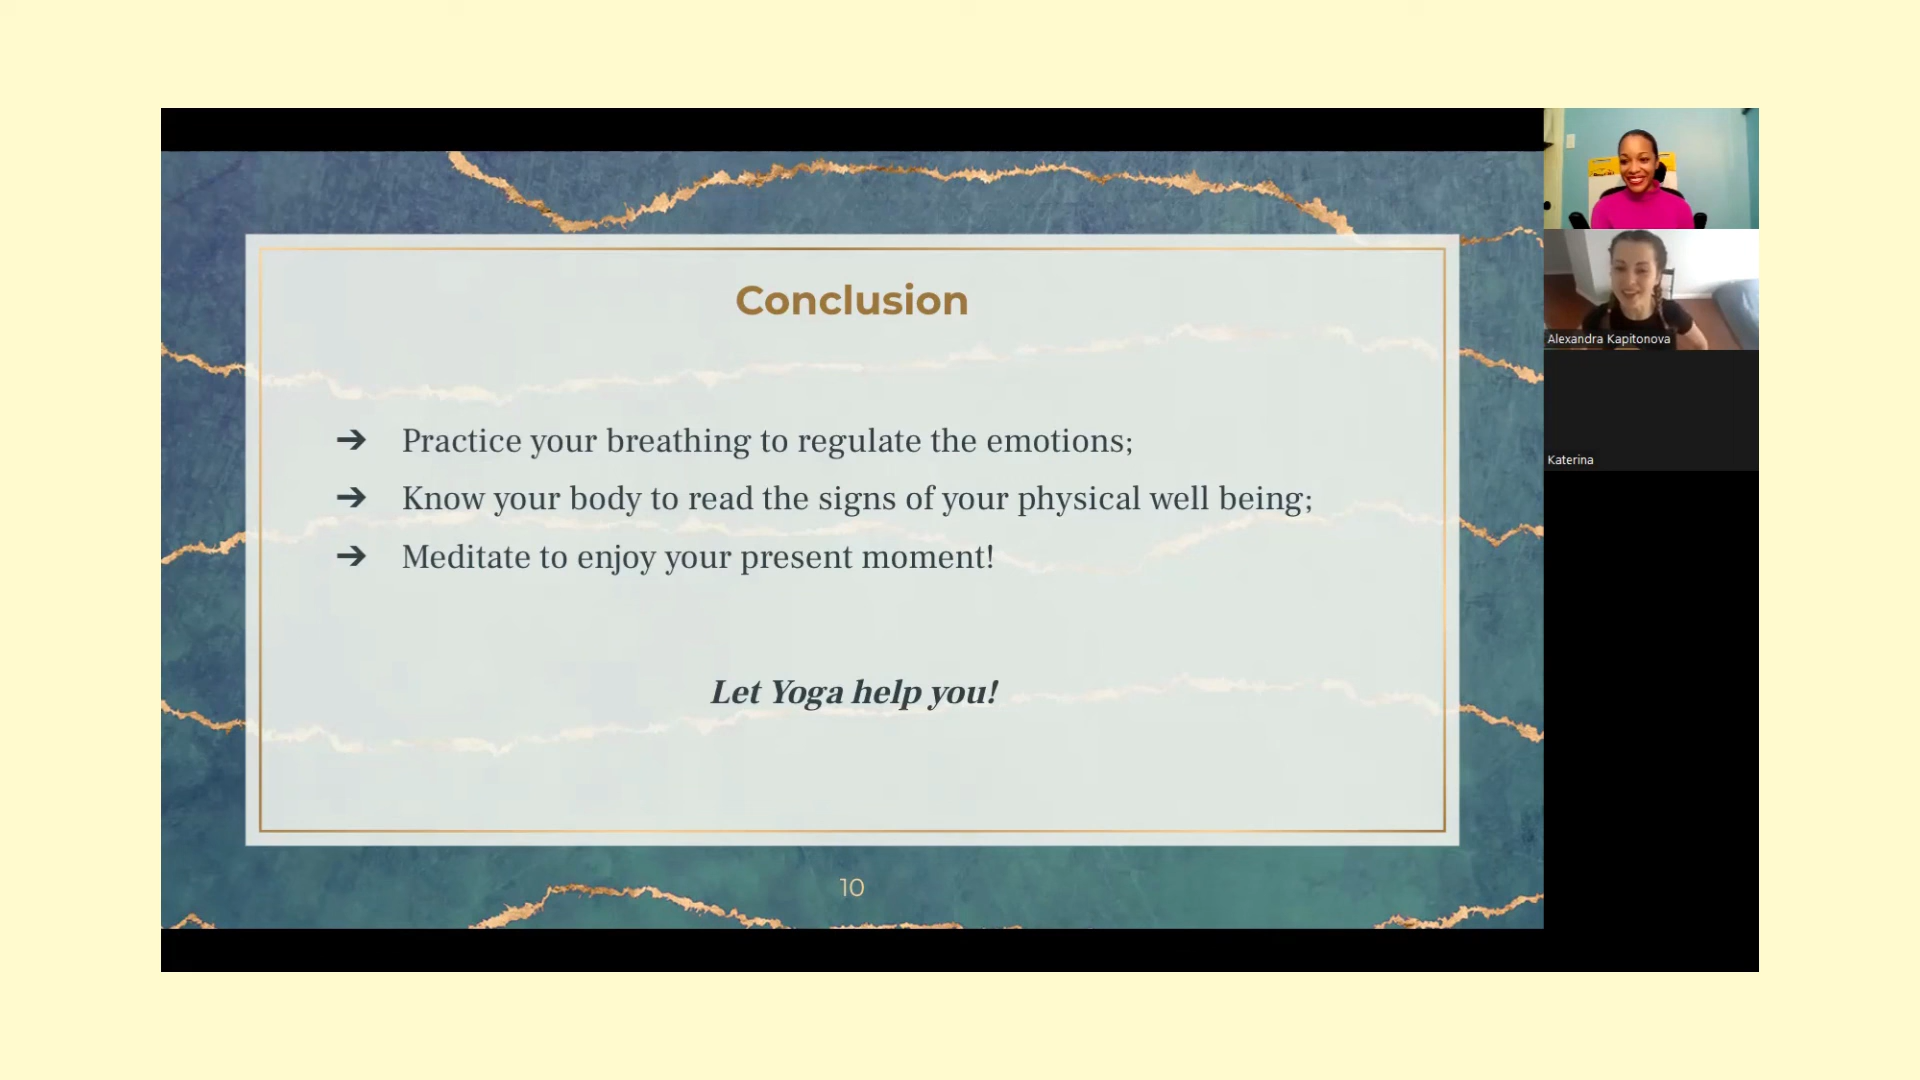 Conclusion
➔ Practice your breathing to regulate the emotions;
➔ Know your body to read the signs of your physical well being;
➔ Meditate to enjoy your present moment!
Let Yoga help you!
10
Alexandra Kapitonova
Katerina